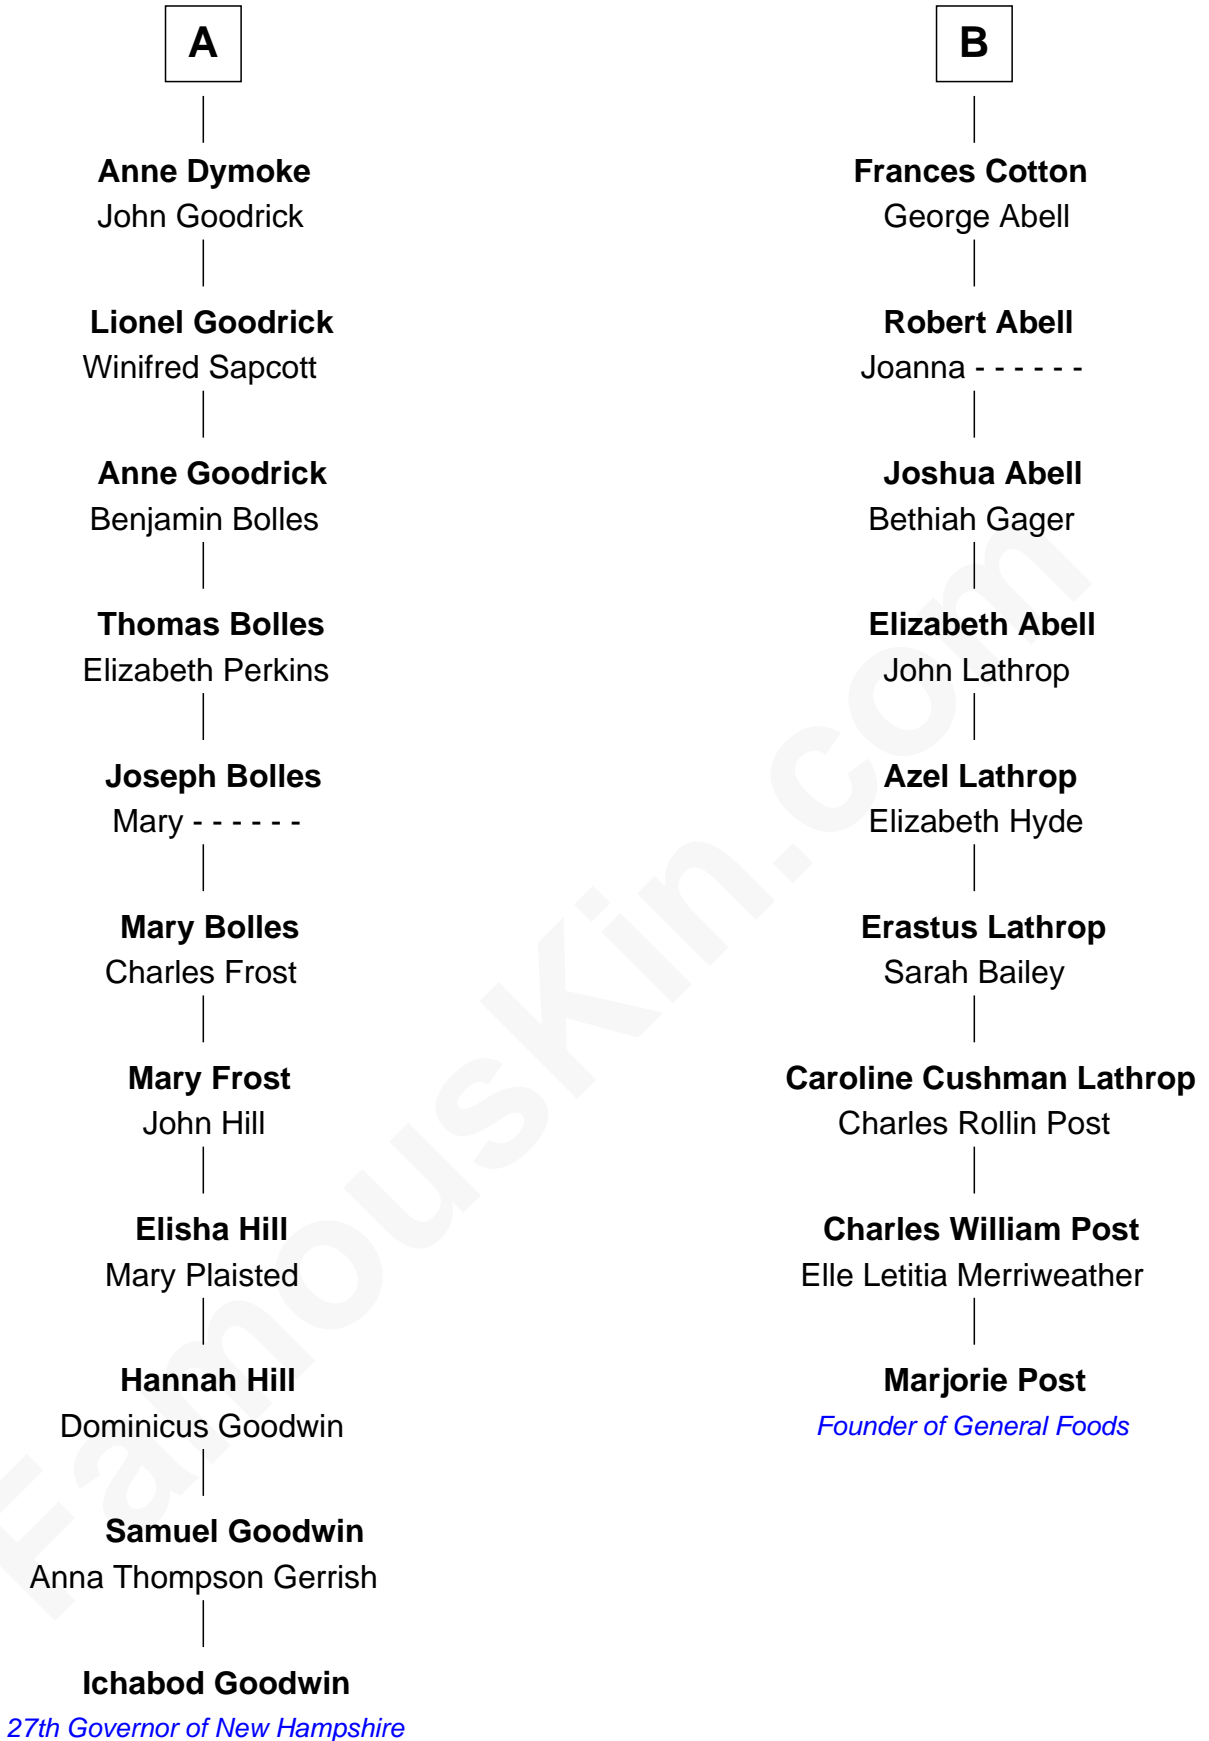 A
Anne Dymoke
John Goodrick
Lionel Goodrick
Winifred Sapcott
Anne Goodrick
Benjamin Bolles
Thomas Bolles
Elizabeth Perkins
Joseph Bolles
Mary - - - - - -
Mary Bolles
Charles Frost
Mary Frost
John Hill
Elisha Hill
Mary Plaisted
Hannah Hill
Dominicus Goodwin
Samuel Goodwin
Anna Thompson Gerrish
Ichabod Goodwin
27th Governor of New Hampshire
B
Frances Cotton
George Abell
Robert Abell
Joanna - - - - - -
Joshua Abell
Bethiah Gager
Elizabeth Abell
John Lathrop
Azel Lathrop
Elizabeth Hyde
Erastus Lathrop
Sarah Bailey
Caroline Cushman Lathrop
Charles Rollin Post
Charles William Post
Elle Letitia Merriweather
Marjorie Post
Founder of General Foods
FamousKin.com